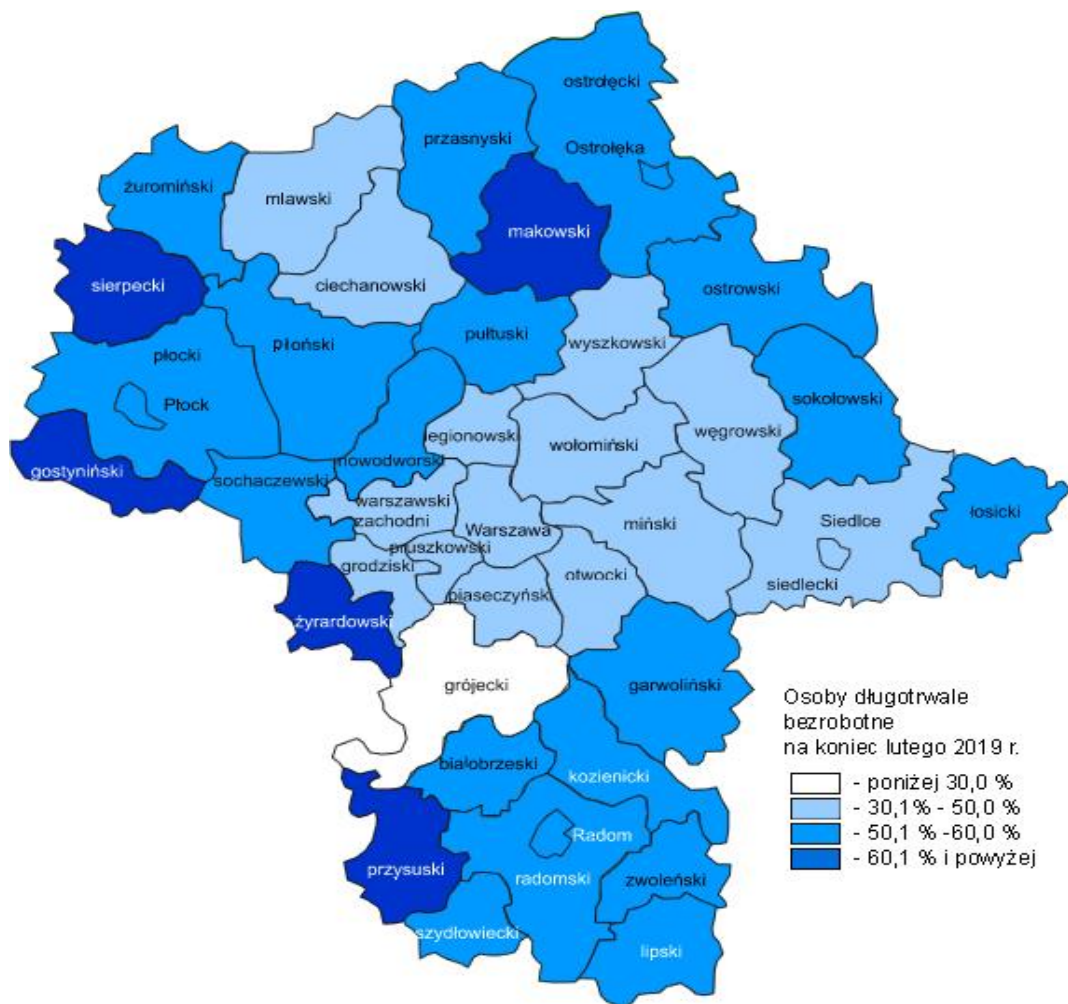 ostrołęcki
przasnyski
Ostrołęka
żuromiński
mlawski
makowski
sierpecki
ciechanowski
ostrowski
pułtuski
płoński
wyszkowski
płocki
Płock
sokołowski
legionowski
wołomiński
węgrowski
gostyniński
nowodworski
sochaczewski
warszawski
zachodni
Warszawa
miński
Siedlce
łosicki
pruszkowski
grodziski
otwocki
siedlecki
piaseczyński
żyrardowski
grójecki
garwoliński
białobrzeski
kozienicki
Radom
przysuski
radomski
zwoleński
szydłowiecki
lipski
Osoby długotrwale
bezrobotne
na koniec lutego 2019 r.
- poniżej 30,0 %
- 30,1% - 50,0 %
- 50,1 % -60,0 %
- 60,1 % i powyżej